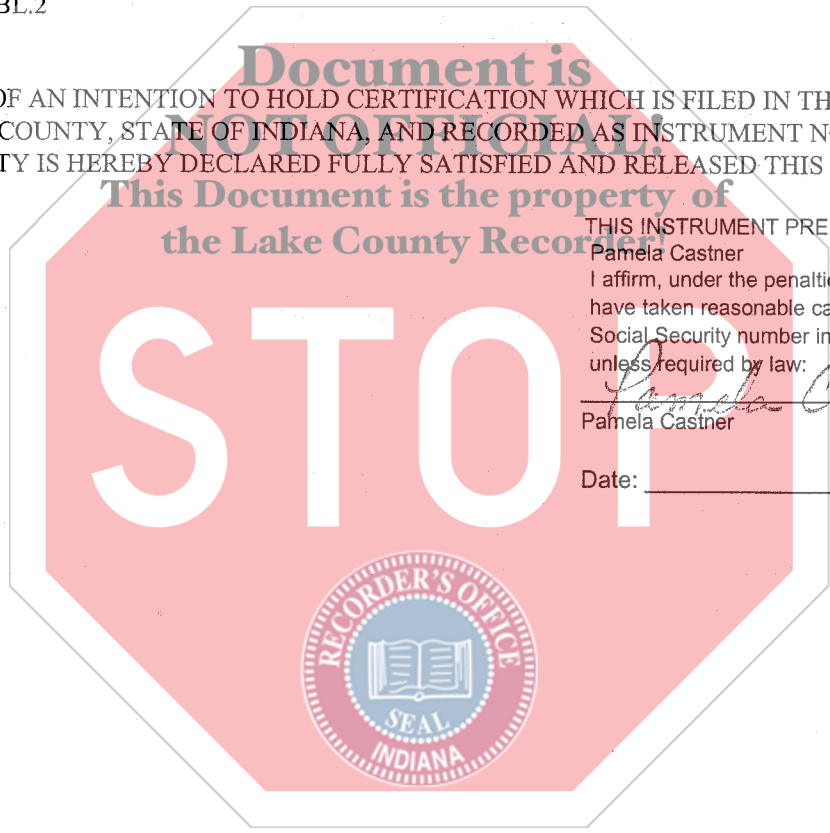 BL.2
Document is
OF AN INTENTION TO HOLD CERTIFICATION WHICH IS FILED IN TH
NOT OFFICIAL!
COUNTY, STATE OF INDIANA, AND RECORDED AS INSTRUMENT N
TY IS HEREBY DECLARED FULLY SATISFIED AND RELEASED THIS
This Document is the property of
the Lake County Recorder!
THIS INSTRUMENT PRE
Pamela Castner
I affirm, under the penaltie
have taken reasonable ca
Social Security number in
unless required by law:
Pamela C
Pamela Castner
Date:
STOP
RECORDER'S OFFICE
SEAL
INDIANA